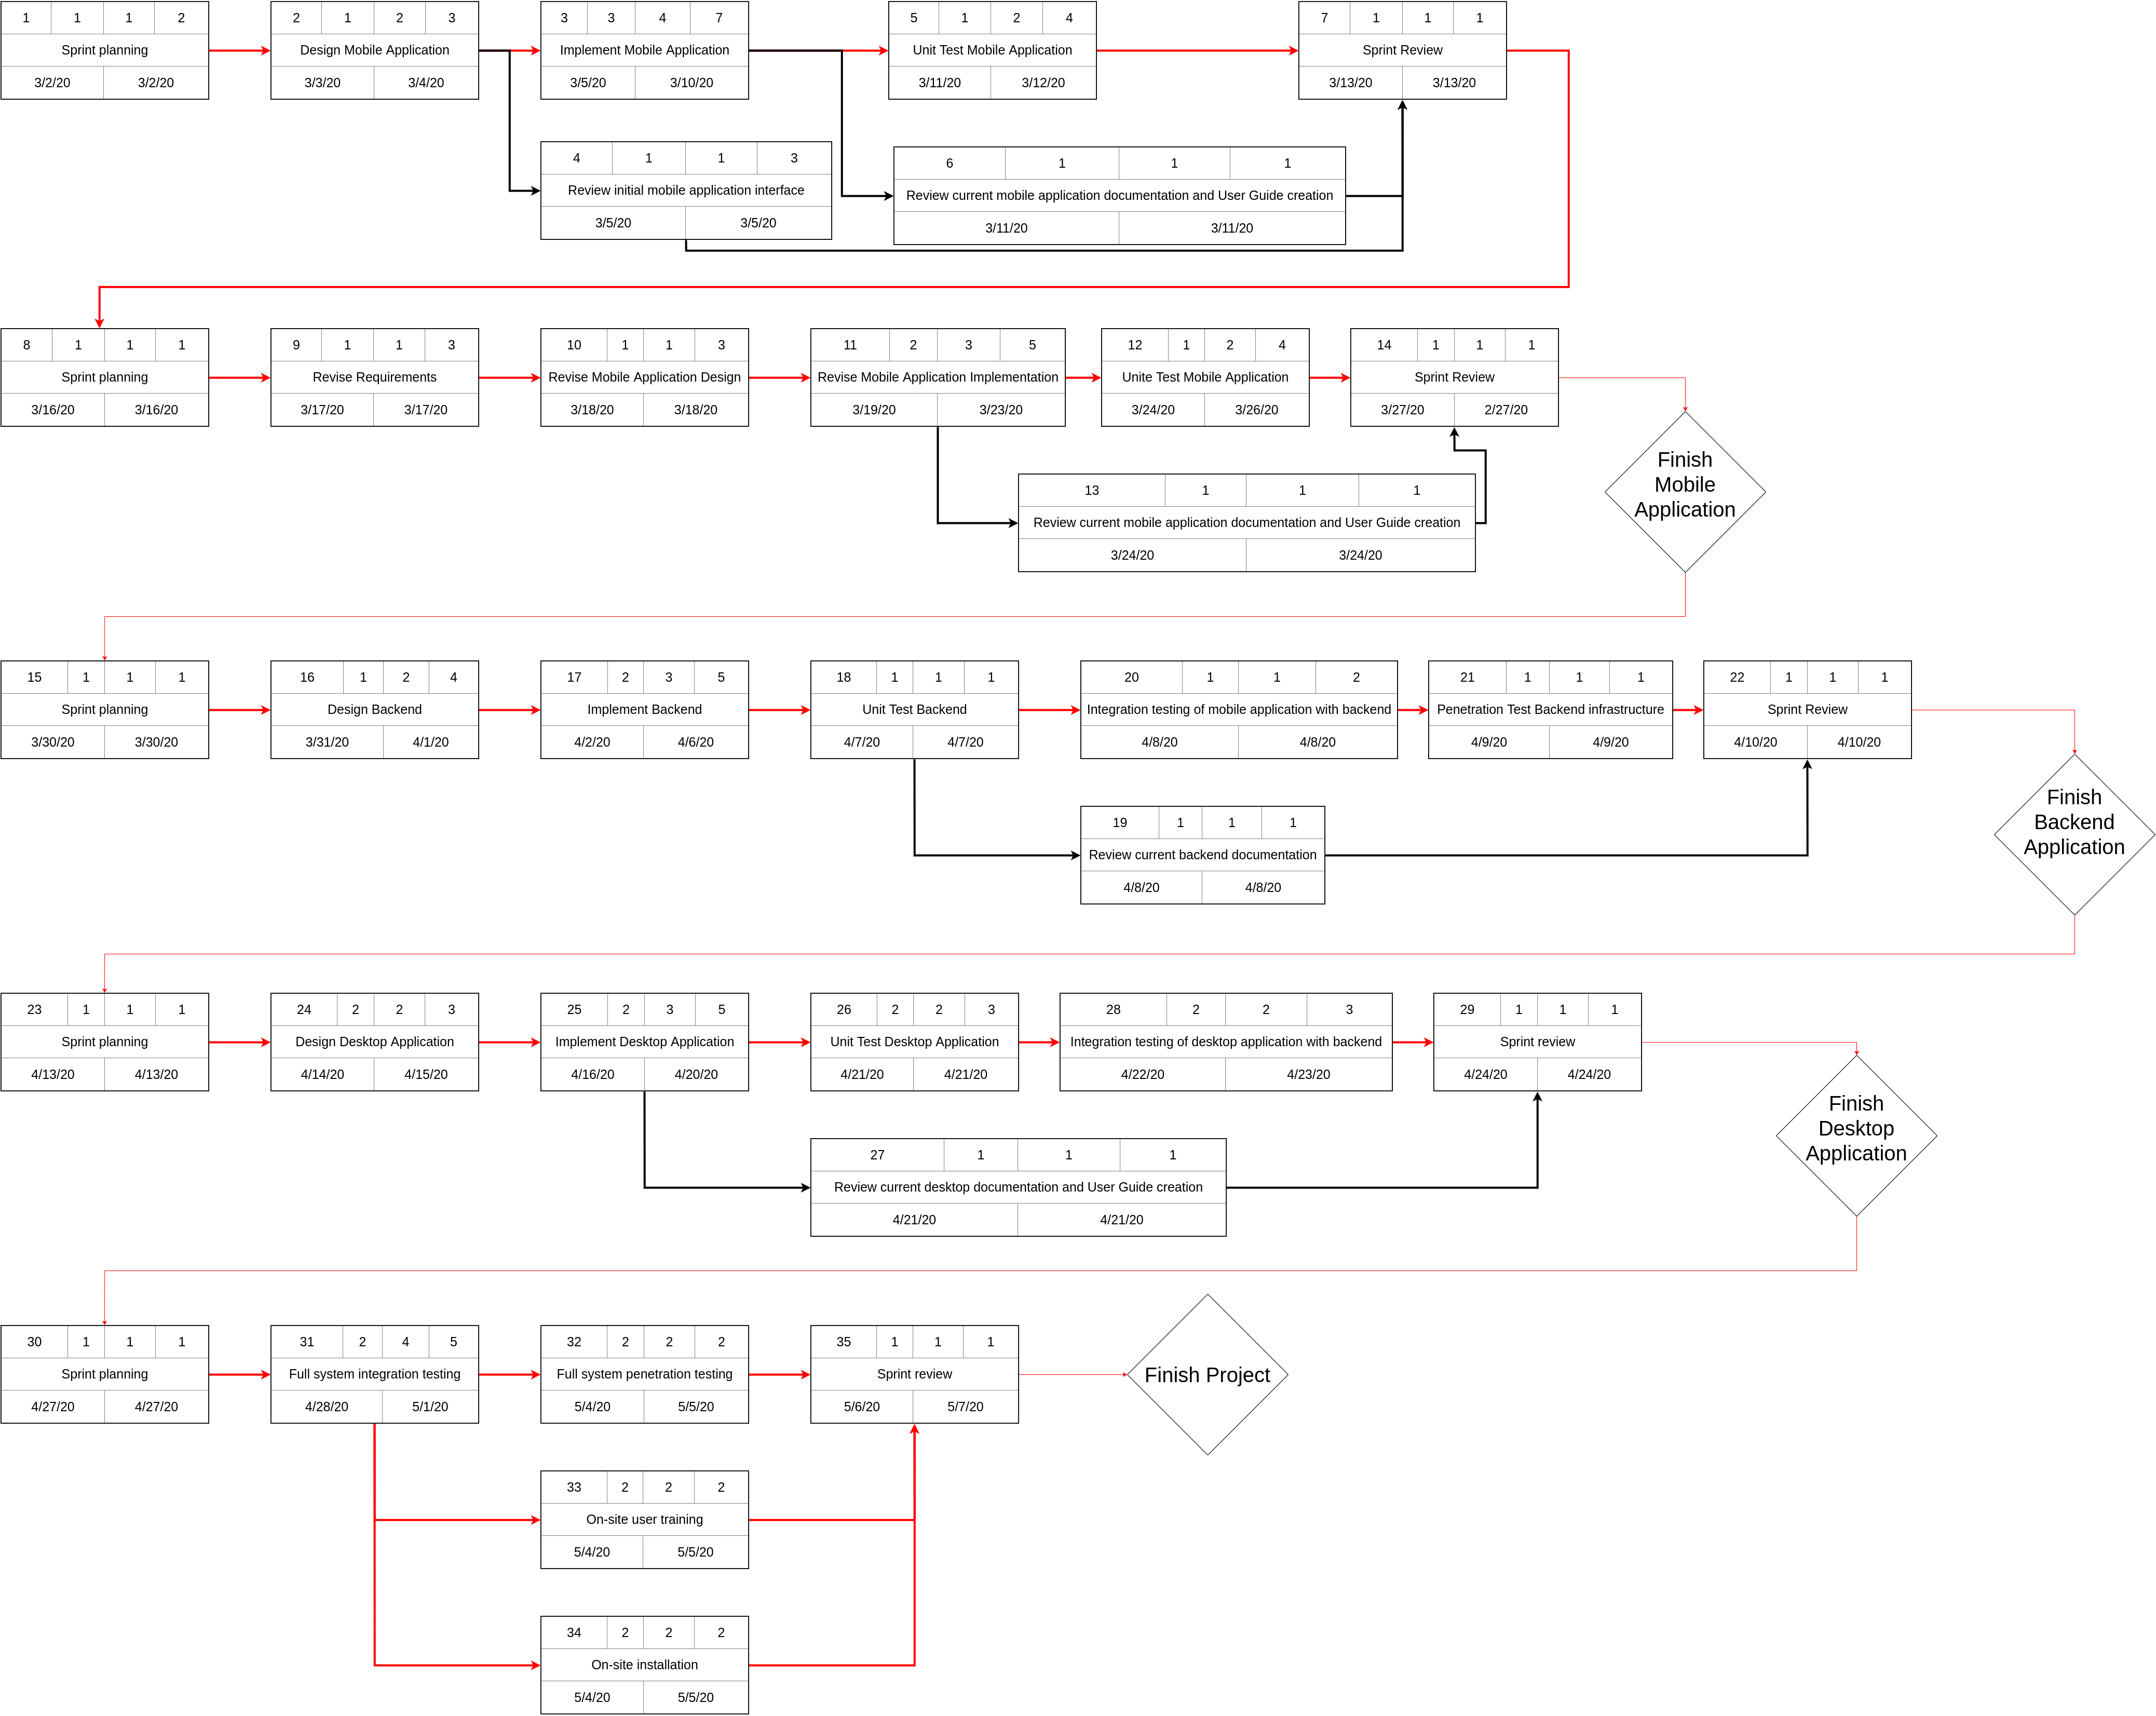 1 1 1 2
Sprint planning
3/2/20 3/2/20
2 1 2 3
Design Mobile Application
3/3/20 3/4/20
3 3 4 7
Implement Mobile Application
3/5/20 3/10/20
5 1 2 4
Unit Test Mobile Application
3/11/20 3/12/20
7 1 1 1
Sprint Review
3/13/20 3/13/20
4 1 1 3
Review initial mobile application interface
3/5/20 3/5/20
6 1 1 1
Review current mobile application documentation and User Guide creation
3/11/20 3/11/20
8 1 1 1
Sprint planning
3/16/20 3/16/20
9 1 1 3
Revise Requirements
3/17/20 3/17/20
10 1 1 3
Revise Mobile Application Design
3/18/20 3/18/20
11 2 3 5
Revise Mobile Application Implementation
3/19/20 3/23/20
12 1 2 4
Unite Test Mobile Application
3/24/20 3/26/20
14 1 1 1
Sprint Review
3/27/20 2/27/20
Finish
Mobile
Application
13 1 1 1
Review current mobile application documentation and User Guide creation
3/24/20 3/24/20
15 1 1 1
Sprint planning
3/30/20 3/30/20
16 1 2 4
Design Backend
3/31/20 4/1/20
17 2 3 5
Implement Backend
4/2/20 4/6/20
18 1 1 1
Unit Test Backend
4/7/20 4/7/20
20 1 1 2
Integration testing of mobile application with backend
4/8/20 4/8/20
21 1 1 1
Penetration Test Backend infrastructure
4/9/20 4/9/20
22 1 1 1
Sprint Review
4/10/20 4/10/20
Finish
Backend
Application
19 1 1 1
Review current backend documentation
4/8/20 4/8/20
23 1 1 1
Sprint planning
4/13/20 4/13/20
24 2 2 3
Design Desktop Application
4/14/20 4/15/20
25 2 3 5
Implement Desktop Application
4/16/20 4/20/20
26 2 2 3
Unit Test Desktop Application
4/21/20 4/21/20
28 2 2 3
Integration testing of desktop application with backend
4/22/20 4/23/20
29 1 1 1
Sprint review
4/24/20 4/24/20
Finish
Desktop
Application
27 1 1 1
Review current desktop documentation and User Guide creation
4/21/20 4/21/20
30 1 1 1
Sprint planning
4/27/20 4/27/20
31 2 4 5
Full system integration testing
4/28/20 5/1/20
32 2 2 2
Full system penetration testing
5/4/20 5/5/20
35 1 1 1
Sprint review
5/6/20 5/7/20
Finish Project
33 2 2 2
On-site user training
5/4/20 5/5/20
34 2 2 2
On-site installation
5/4/20 5/5/20